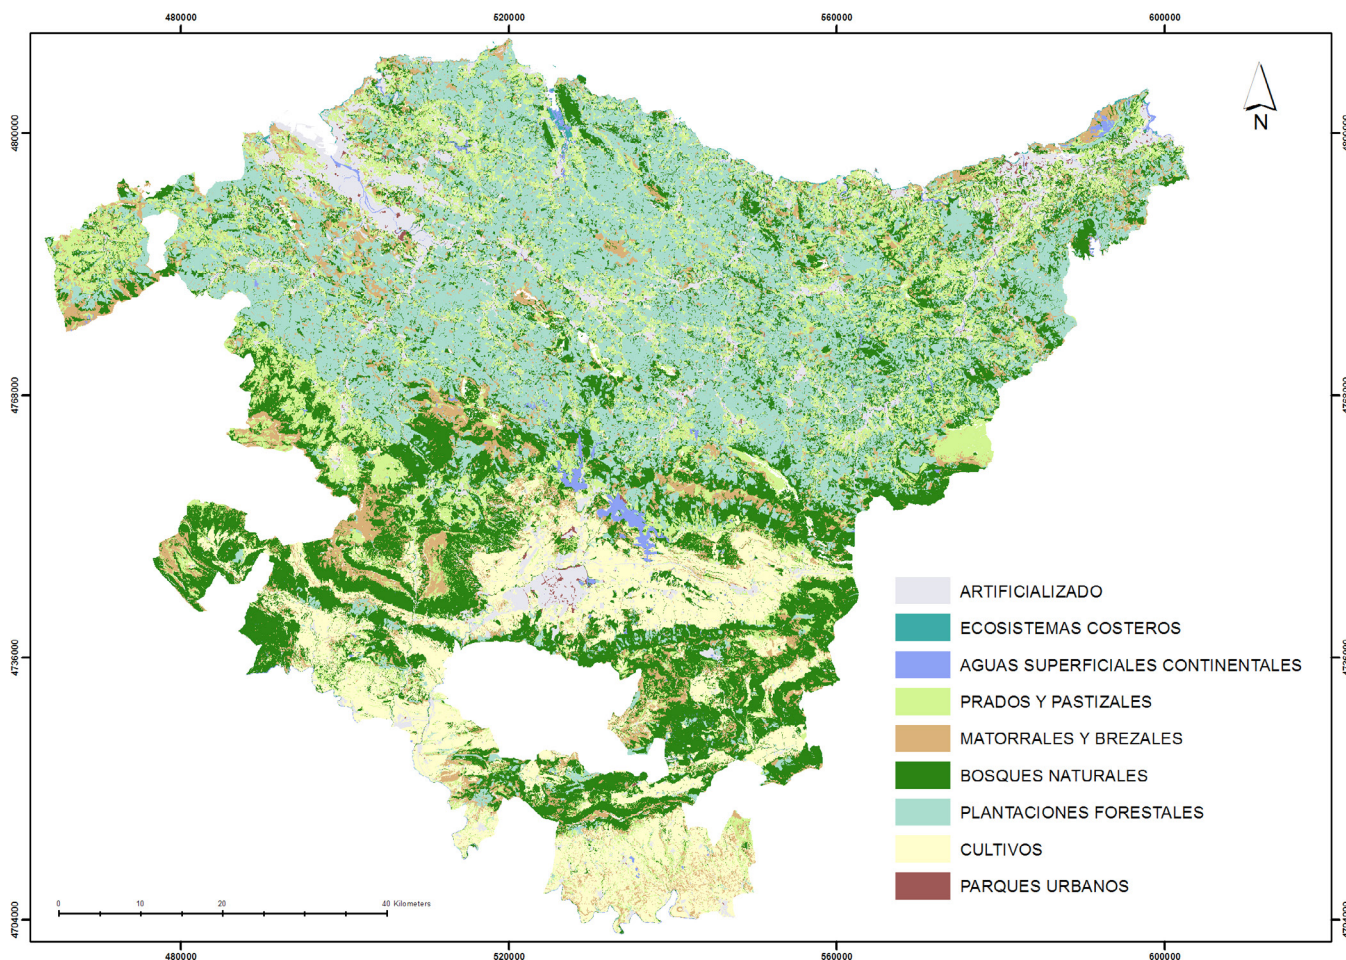 480000
520000
560000
600000
4800000
N
4768000
4736000
4704000
ARTIFICIALIZADO
ECOSISTEMAS COSTEROS
AGUAS SUPERFICIALES CONTINENTALES
PRADOS Y PASTIZALES
MATORRALES Y BREZALES
BOSQUES NATURALES
PLANTACIONES FORESTALES
CULTIVOS
PARQUES URBANOS
0 10 20 40 Kilometers
480000
520000
560000
600000